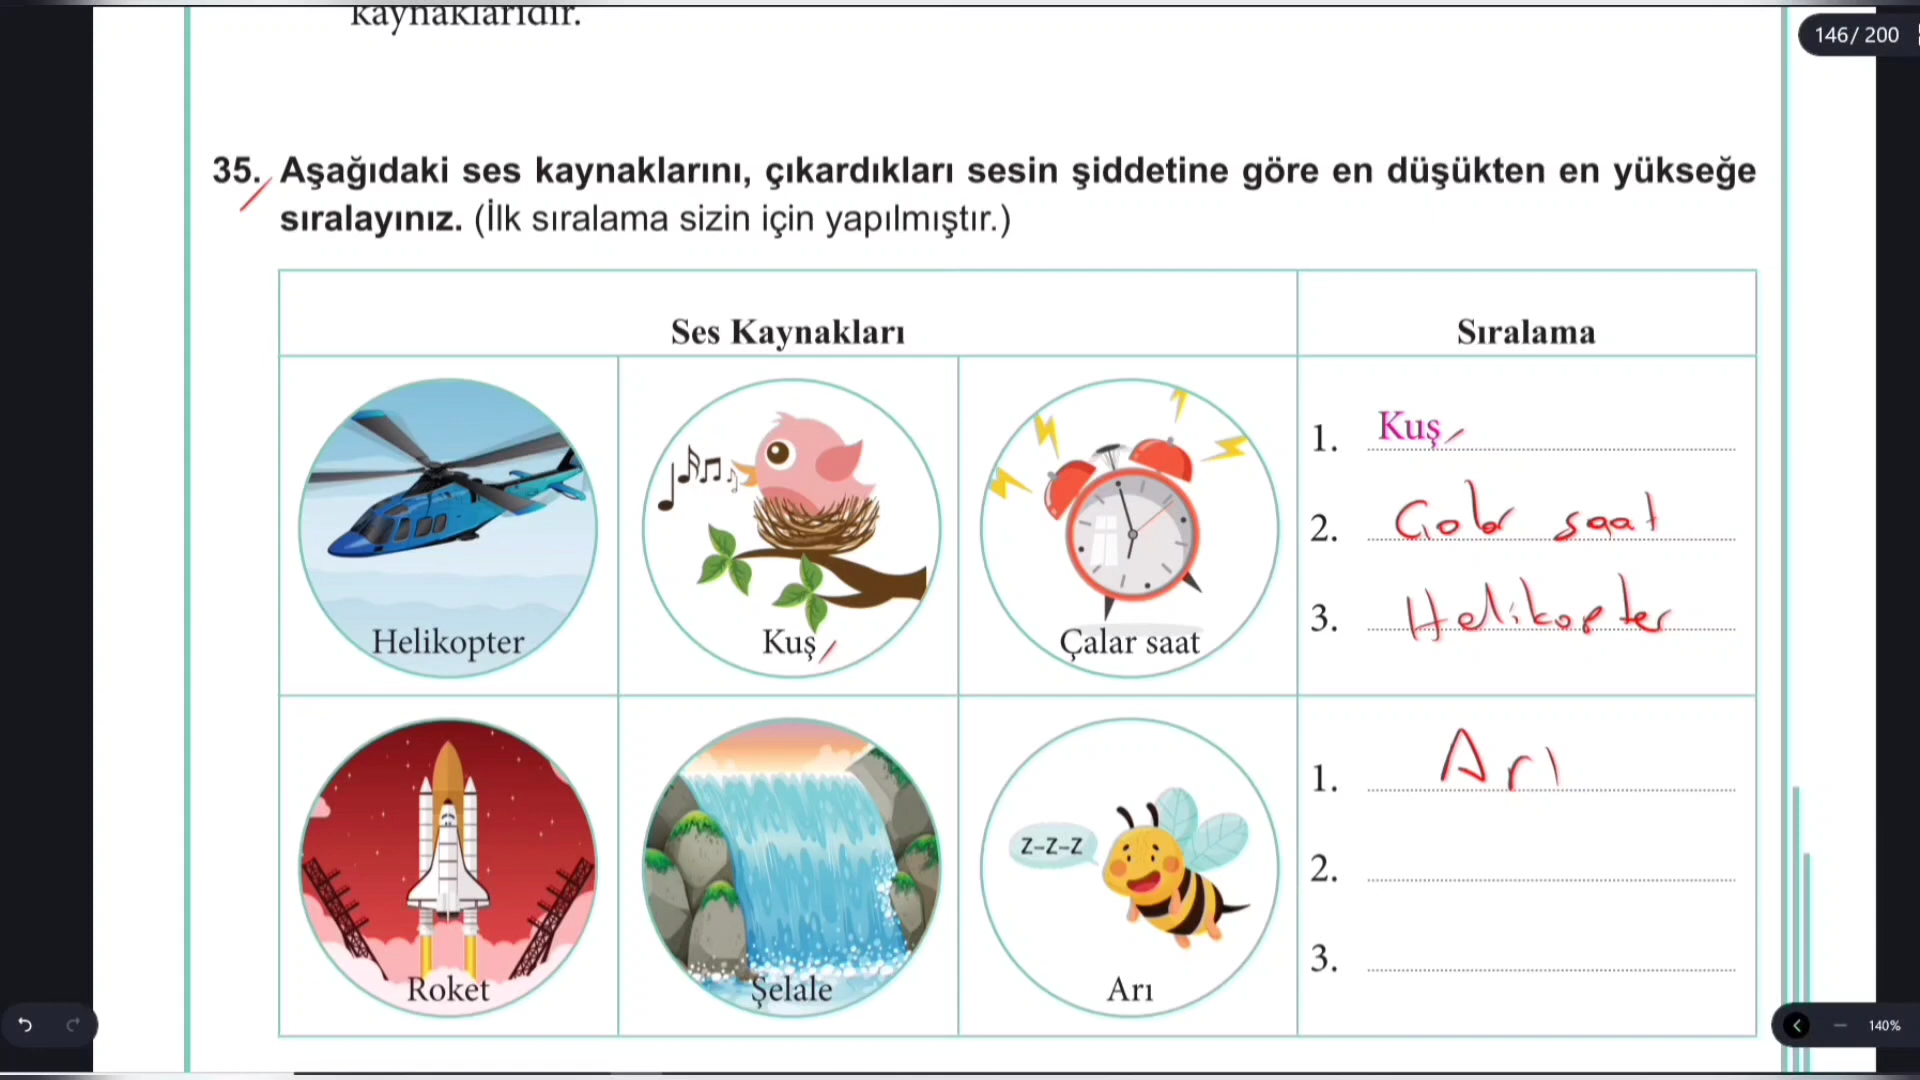 kaynaklarıdır.
146/ 200
35. Aşağıdaki ses kaynaklarını, çıkardıkları sesin şiddetine göre en düşükten en yükseğe
sıralayınız. (İlk sıralama sizin için yapılmıştır.)
Ses Kaynakları
Sıralama
Helikopter
Kuş
Çalar saat
1. Kuş
2. Çalar saat
3. Helikopter
Roket
Şelale
Z-Z-Z
Arı
1. Arı
2.
3.
140%